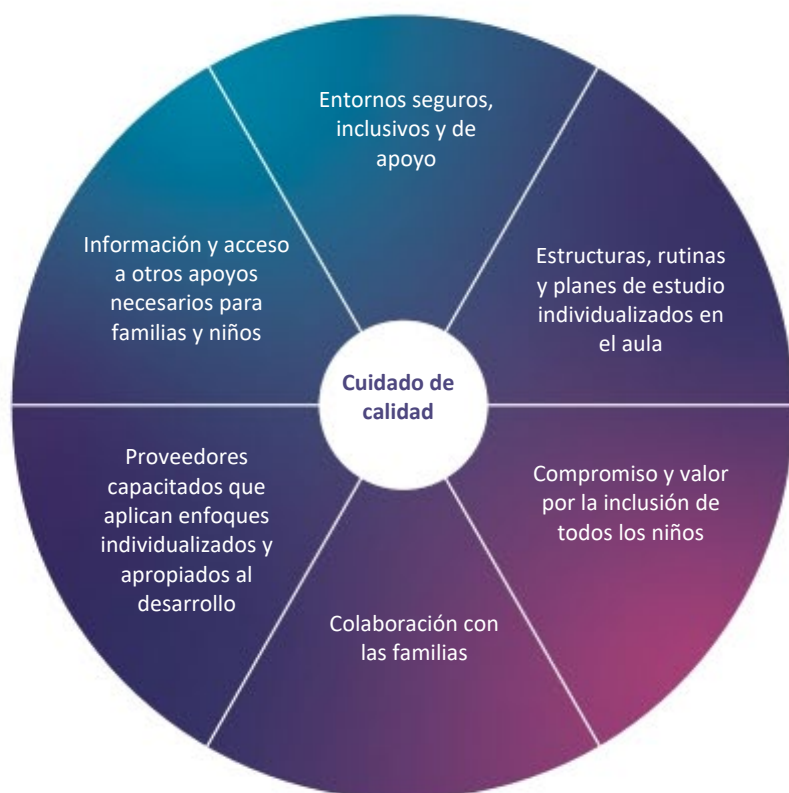 Entornos seguros,
inclusivos y de
apoyo
Estructuras, rutinas
y planes de estudio
individualizados en
el aula
Compromiso y valor
por la inclusión de
todos los niños
Colaboración con
las familias
Proveedores
capacitados que
aplican enfoques
individualizados y
apropiados al
desarrollo
Información y acceso
a otros apoyos
necesarios para
familias y niños
Cuidado de
calidad